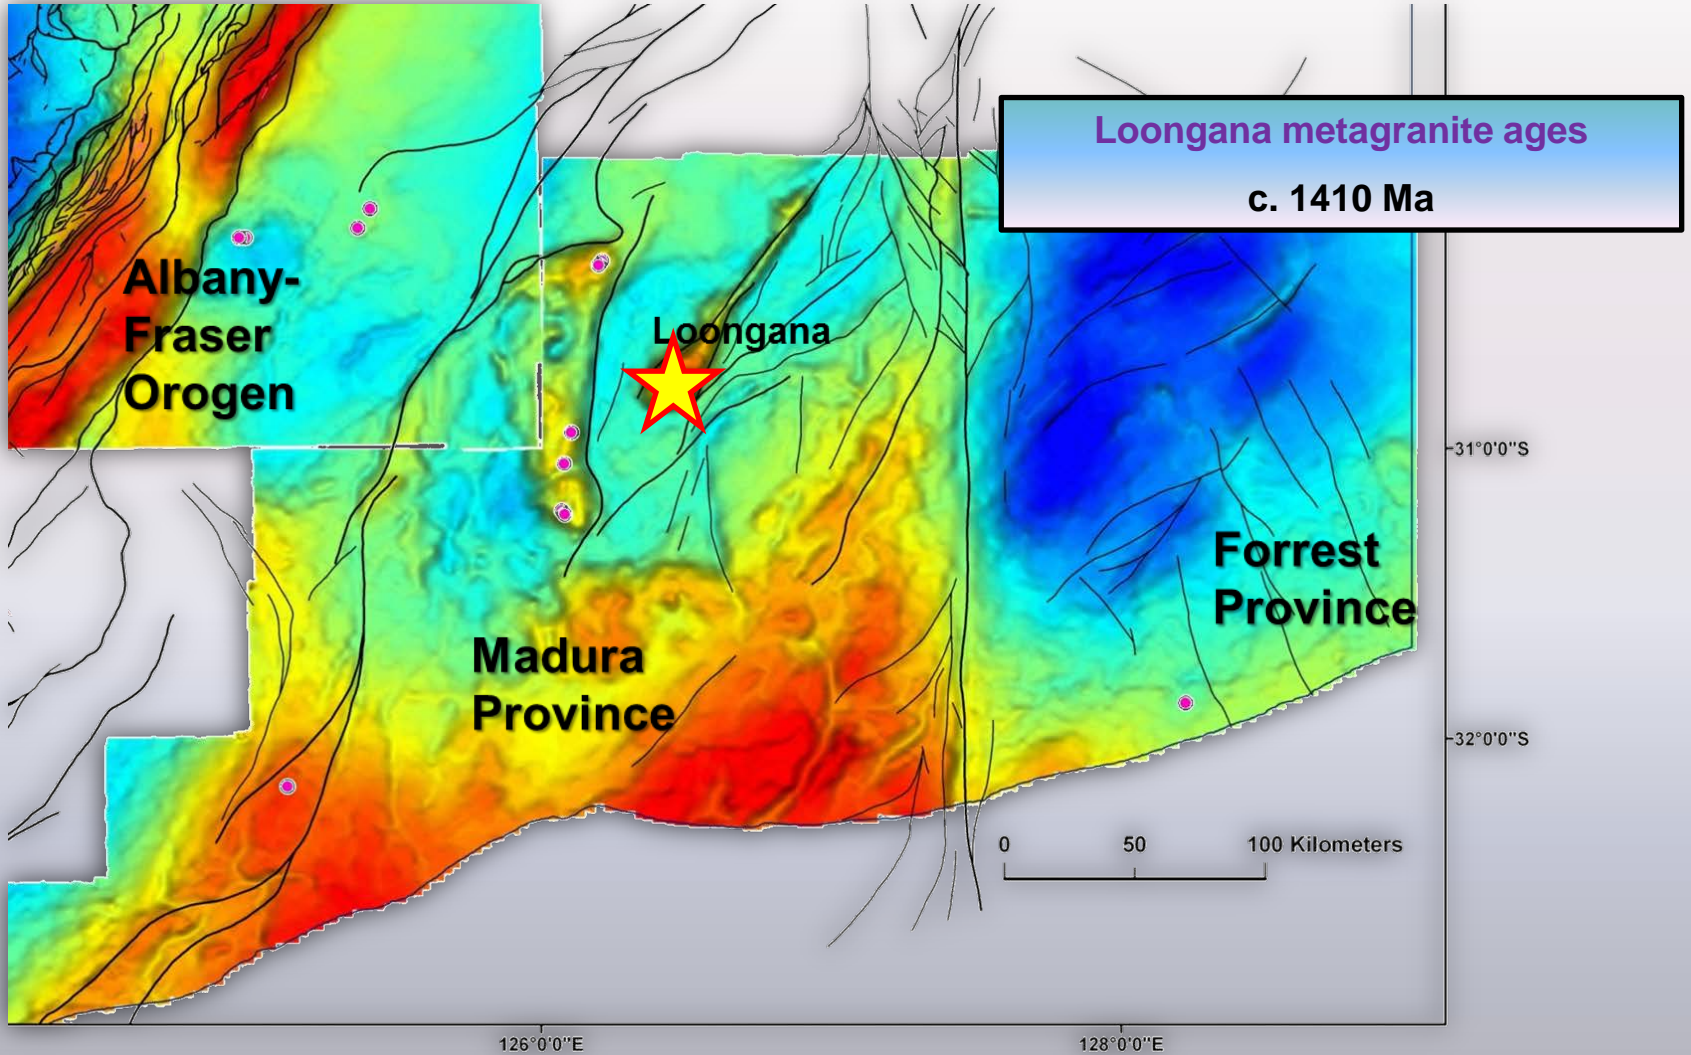 Loongana metagranite ages
c. 1410 Ma
Albany-
Fraser
Orogen
Loongana
31°0'0"S
Forrest
Province
Madura
Province
32°0'0"S
0 50 100 Kilometers
126°0'0"E
128°0'0"E